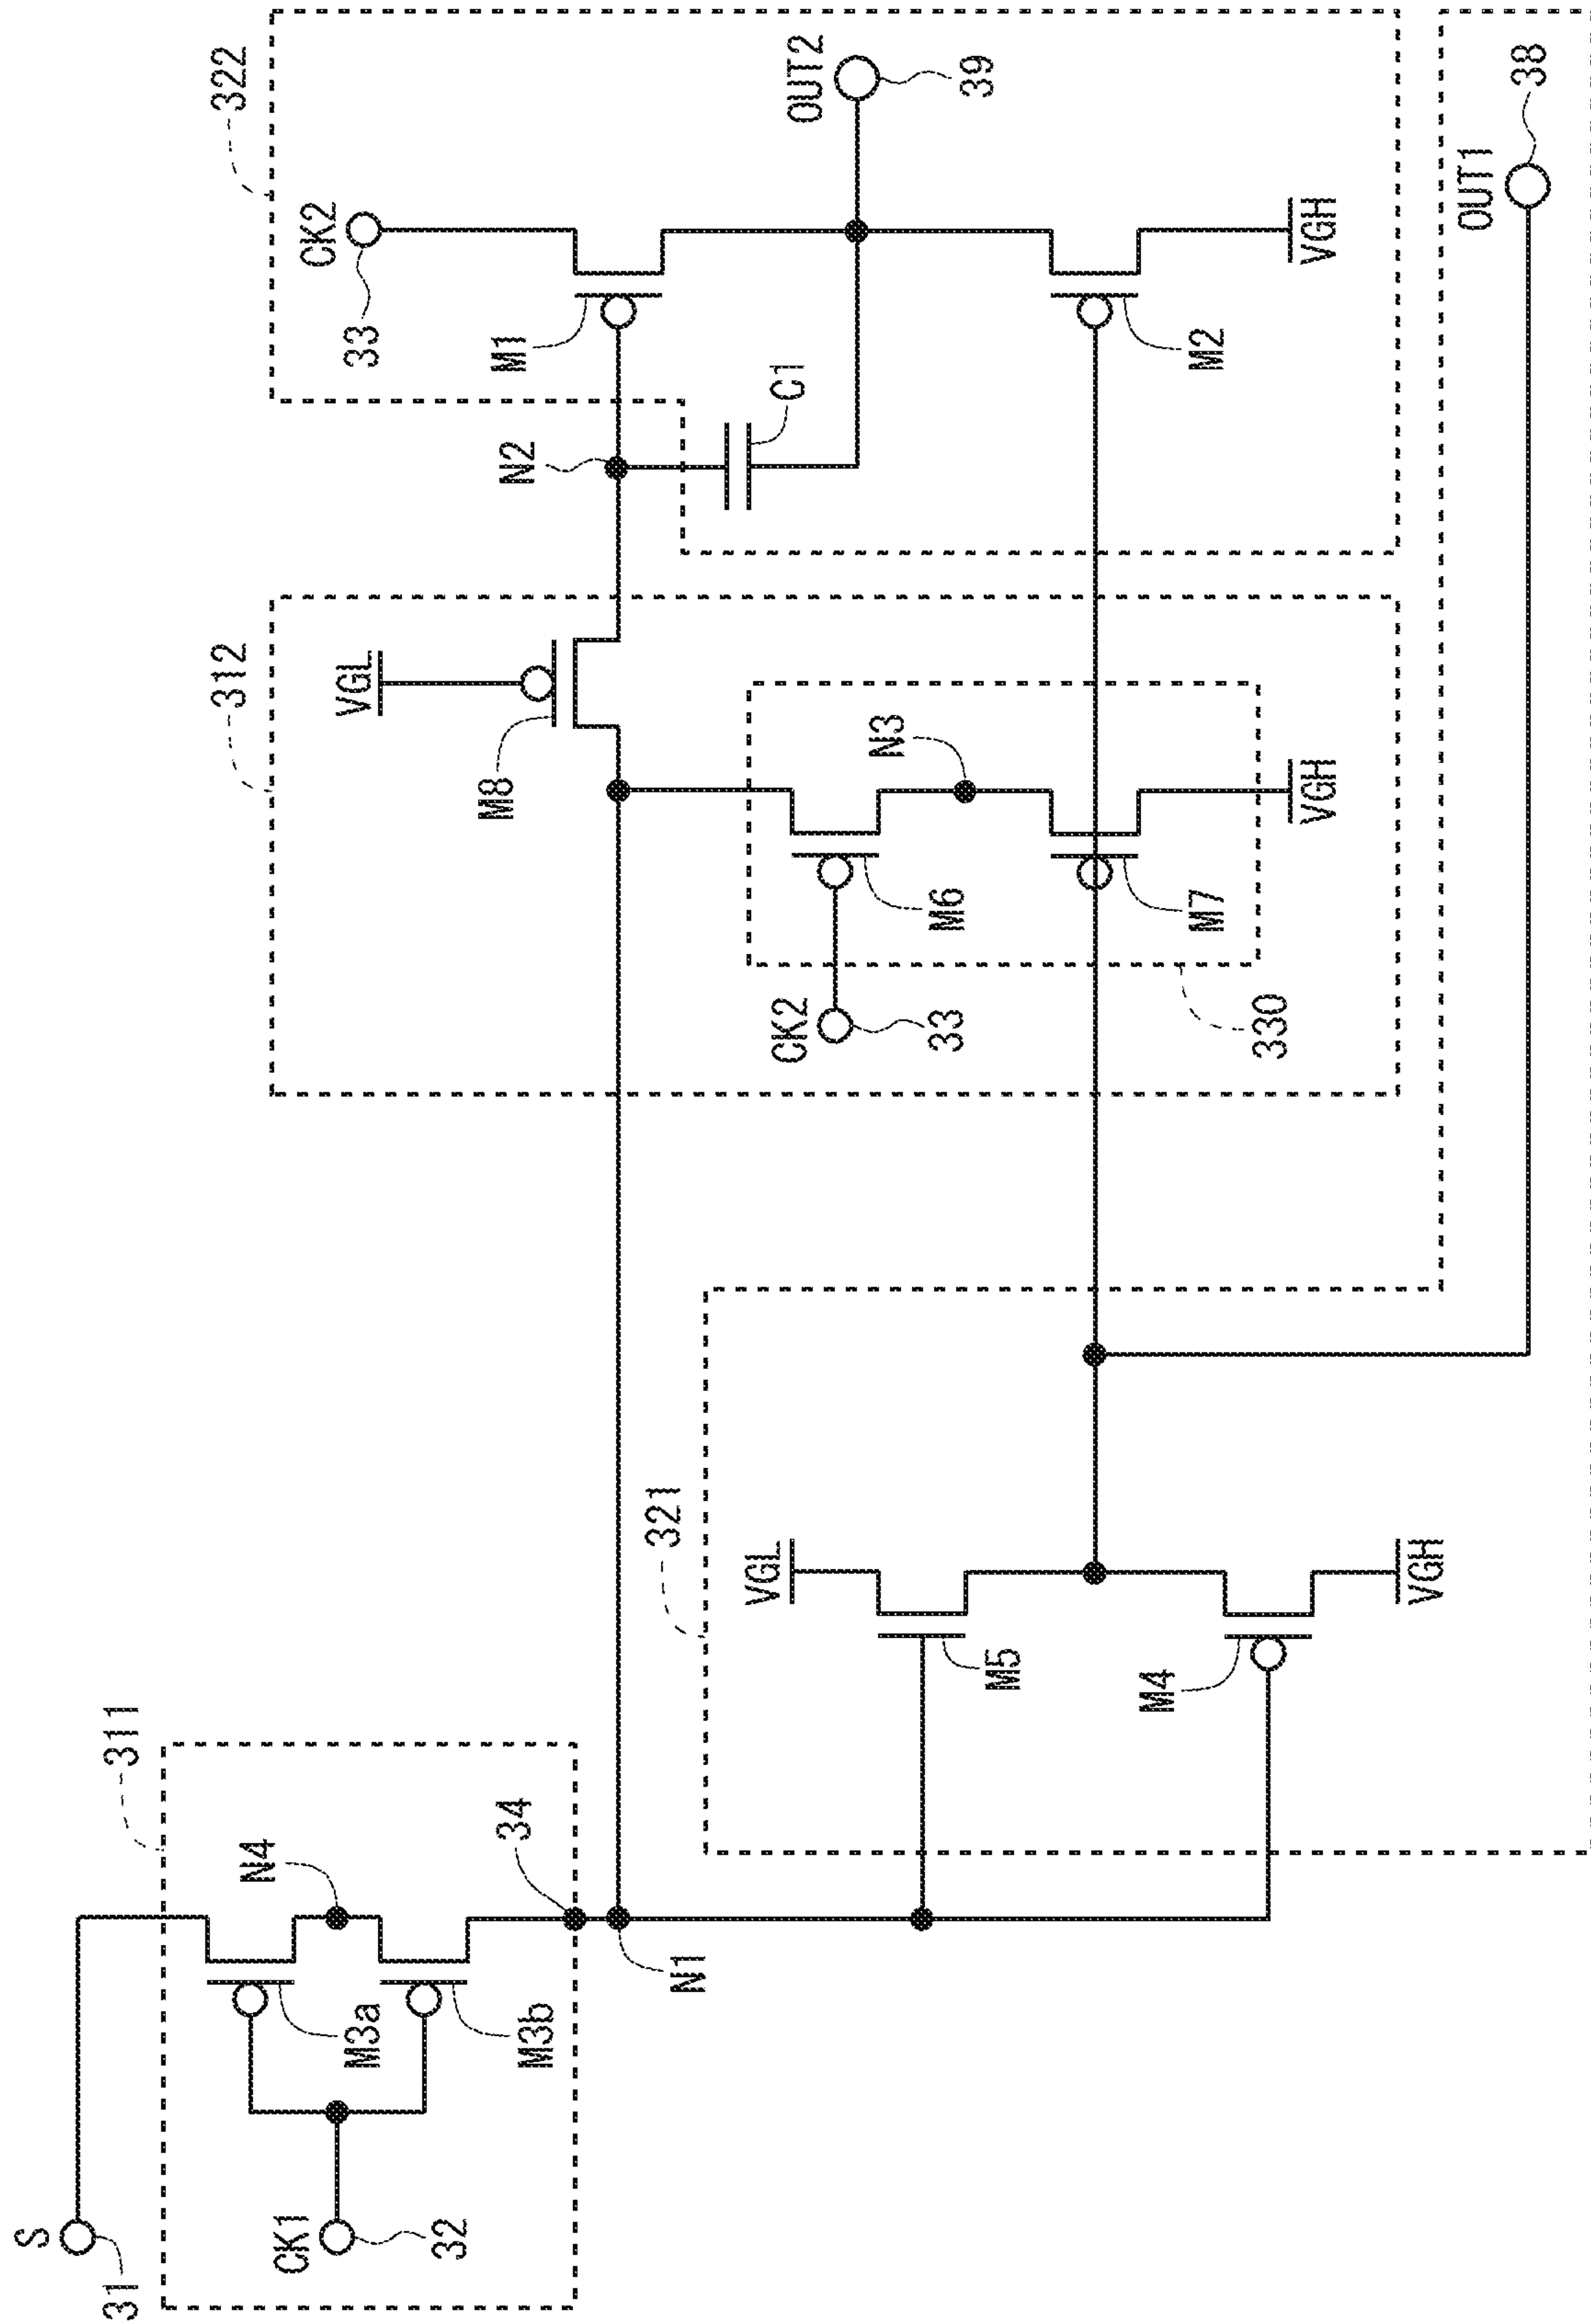 S
31
311
CK1
32
M3a
M3b
N4
34
N1
321
VGL
M5
M4
VGH
312
VGL
M8
CK2
33
M6
N3
M7
VGH
330
322
CK2
33
M1
N2
C1
OUT2
39
M2
VGH
OUT1
38